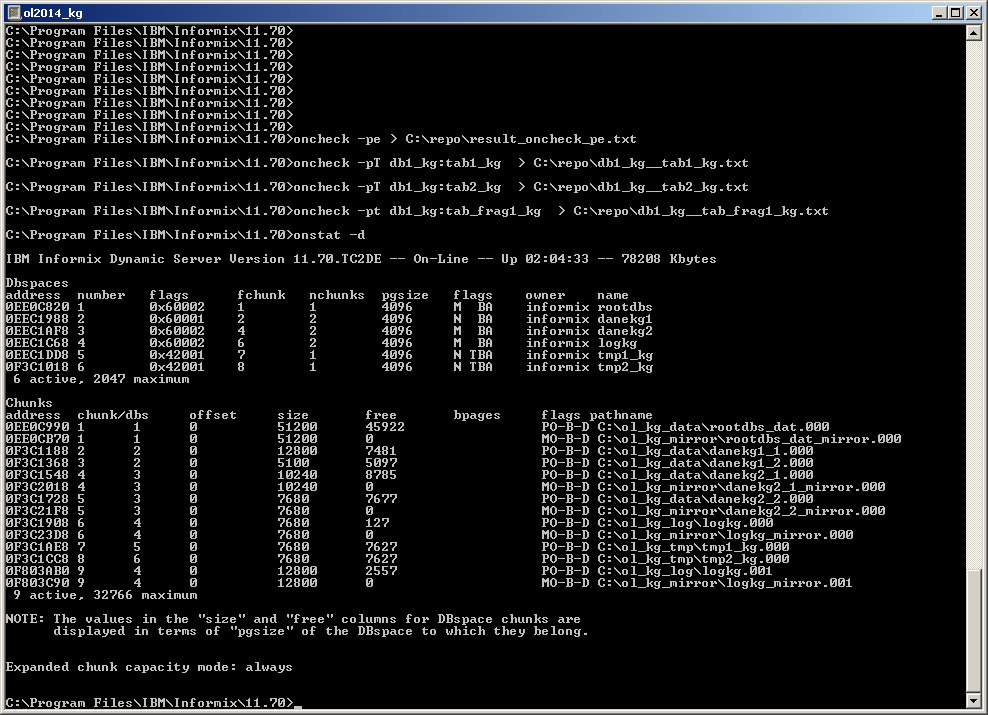 ol2014_kg
C:\Program Files\IBM\Informix\11.70>
C:\Program Files\IBM\Informix\11.70>
C:\Program Files\IBM\Informix\11.70>
C:\Program Files\IBM\Informix\11.70>
C:\Program Files\IBM\Informix\11.70>
C:\Program Files\IBM\Informix\11.70>
C:\Program Files\IBM\Informix\11.70>
C:\Program Files\IBM\Informix\11.70>
C:\Program Files\IBM\Informix\11.70>
C:\Program Files\IBM\Informix\11.70>oncheck -pe > C:\repo\result_oncheck_pe.txt
C:\Program Files\IBM\Informix\11.70>oncheck -pT db1_kg:tab1_kg  > C:\repo\db1_kg__tab1_kg.txt
C:\Program Files\IBM\Informix\11.70>oncheck -pT db1_kg:tab2_kg  > C:\repo\db1_kg__tab2_kg.txt
C:\Program Files\IBM\Informix\11.70>oncheck -pt db1_kg:tab_frag1_kg  > C:\repo\db1_kg__tab_frag1_kg.txt
C:\Program Files\IBM\Informix\11.70>onstat -d
IBM Informix Dynamic Server Version 11.70.TC2DE -- On-Line -- Up 02:04:33 -- 78208 Kbytes
Dbspaces
address  number   flags      fchunk   nchunks  pgsize   flags    owner    name
0EE0C820 1        0x60002    1        1        4096     M  BA    informix rootdbs
0EEC1988 2        0x60001    2        2        4096     N  BA    informix danekg1
0EEC1AF8 3        0x60002    4        2        4096     M  BA    informix danekg2
0EEC1C68 4        0x60002    6        2        4096     M  BA    informix logkg
0EEC1DD8 5        0x42001    7        1        4096     N TBA    informix tmp1_kg
0F3C1018 6        0x42001    8        1        4096     N TBA    informix tmp2_kg
 6 active, 2047 maximum
Chunks
address  chunk/dbs     offset     size       free       bpages     flags pathname
0EE0C990 1      1      0          51200      45922                 PO-B-D C:\ol_kg_data\rootdbs_dat.000
0EE0CB70 1      1      0          51200      0                     MO-B-D C:\ol_kg_mirror\rootdbs_dat_mirror.000
0F3C1188 2      2      0          12800      7481                  PO-B-D C:\ol_kg_data\danekg1_1.000
0F3C1368 3      2      0          5100       5097                  PO-B-D C:\ol_kg_data\danekg1_2.000
0F3C1548 4      3      0          10240      8785                  PO-B-D C:\ol_kg_data\danekg2_1.000
0F3C2018 4      3      0          10240      0                     MO-B-D C:\ol_kg_mirror\danekg2_1_mirror.000
0F3C1728 5      3      0          7680       7677                  PO-B-D C:\ol_kg_data\danekg2_2.000
0F3C21F8 5      3      0          7680       0                     MO-B-D C:\ol_kg_mirror\danekg2_2_mirror.000
0F3C1908 6      4      0          7680       127                   PO-B-D C:\ol_kg_log\logkg.000
0F3C23D8 6      4      0          7680       0                     MO-B-D C:\ol_kg_mirror\logkg_mirror.000
0F3C1AE8 7      5      0          7680       7627                  PO-B-D C:\ol_kg_tmp\tmp1_kg.000
0F3C1CC8 8      6      0          7680       7627                  PO-B-D C:\ol_kg_tmp\tmp2_kg.000
0F803AB0 9      4      0          12800      2557                  PO-B-D C:\ol_kg_log\logkg.001
0F803C90 9      4      0          12800      0                     MO-B-D C:\ol_kg_mirror\logkg_mirror.001
 9 active, 32766 maximum
NOTE: The values in the "size" and "free" columns for DBspace chunks are
      displayed in terms of "pgsize" of the DBspace to which they belong.
Expanded chunk capacity mode: always
C:\Program Files\IBM\Informix\11.70>_